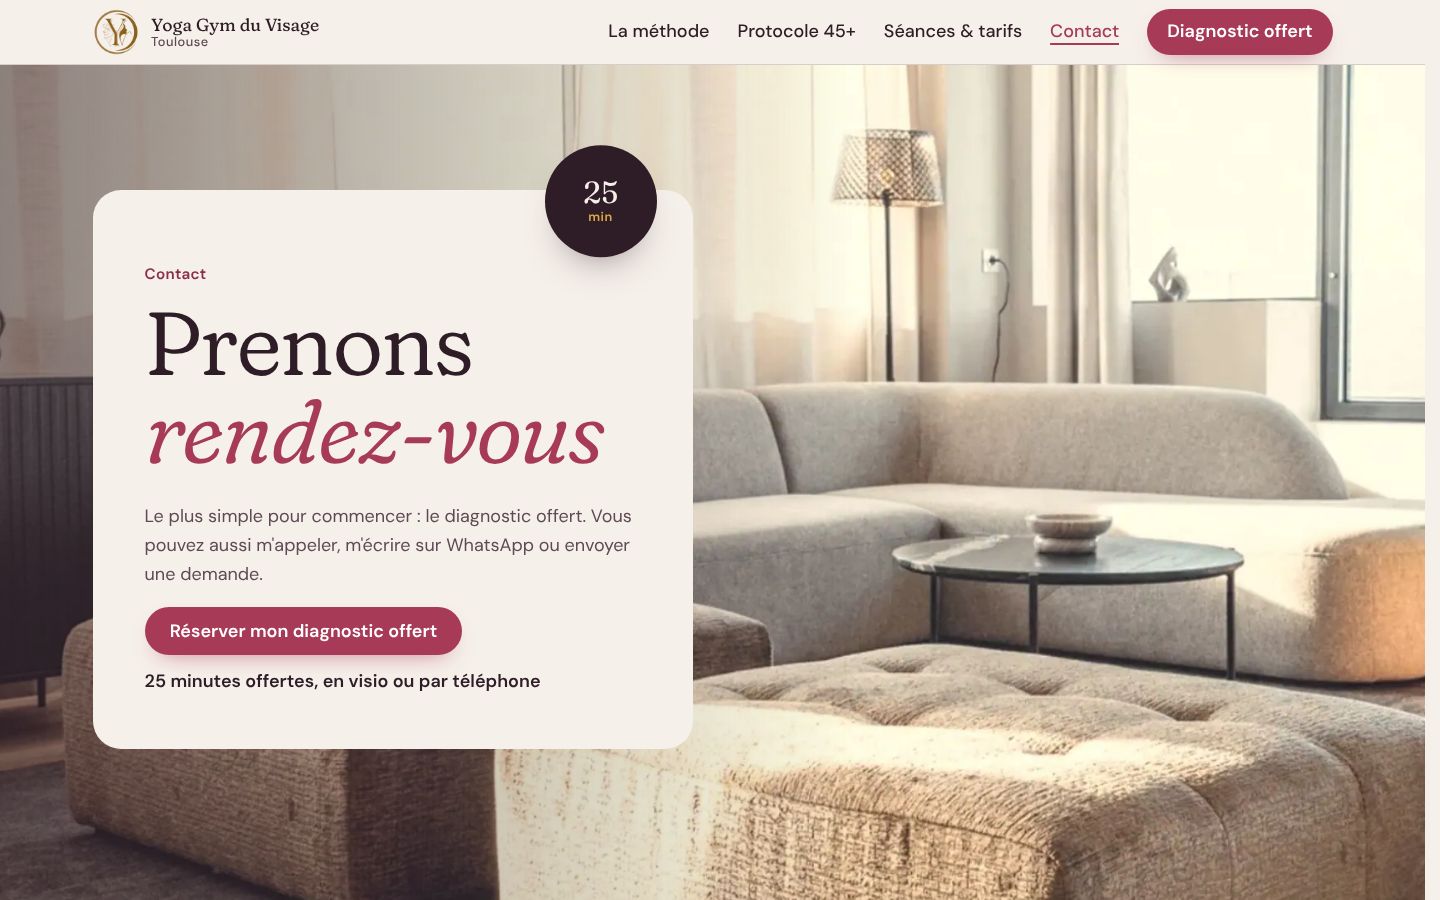 Yoga Gym du Visage
Toulouse
La méthode
Protocole 45+
Séances & tarifs
Contact
Diagnostic offert
25
min
Contact
Prenons
rendez-vous
Le plus simple pour commencer : le diagnostic offert. Vous
pouvez aussi m'appeler, m'écrire sur WhatsApp ou envoyer
une demande.
Réserver mon diagnostic offert
25 minutes offertes, en visio ou par téléphone